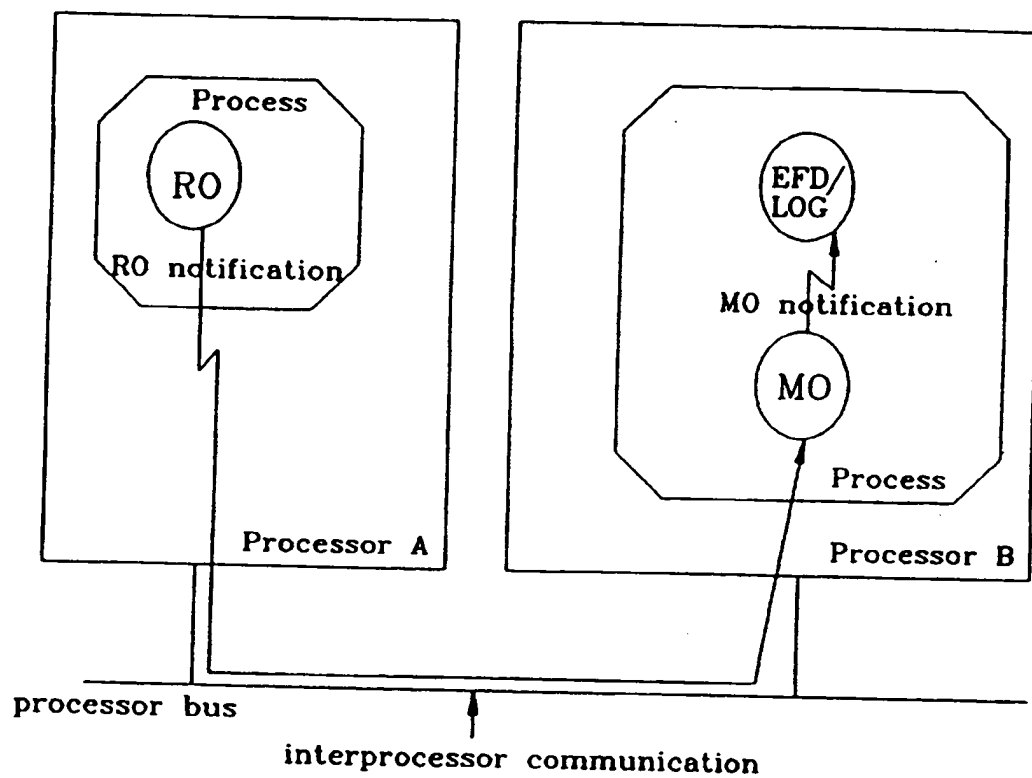 Process
RO
RO notification
Processor A
EFD/
LOG
MO notification
MO
Process
Processor B
processor bus
interprocessor communication